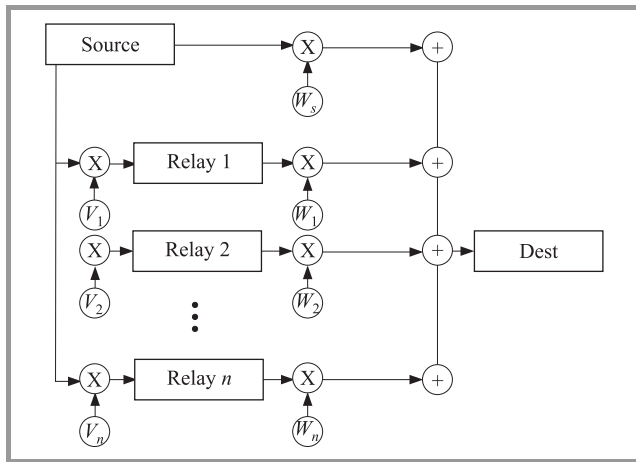 Source X +
W_s
X Relay 1 X +
V_1 W_1
X Relay 2 X + Dest
V_2 W_2
X Relay n X +
V_n W_n